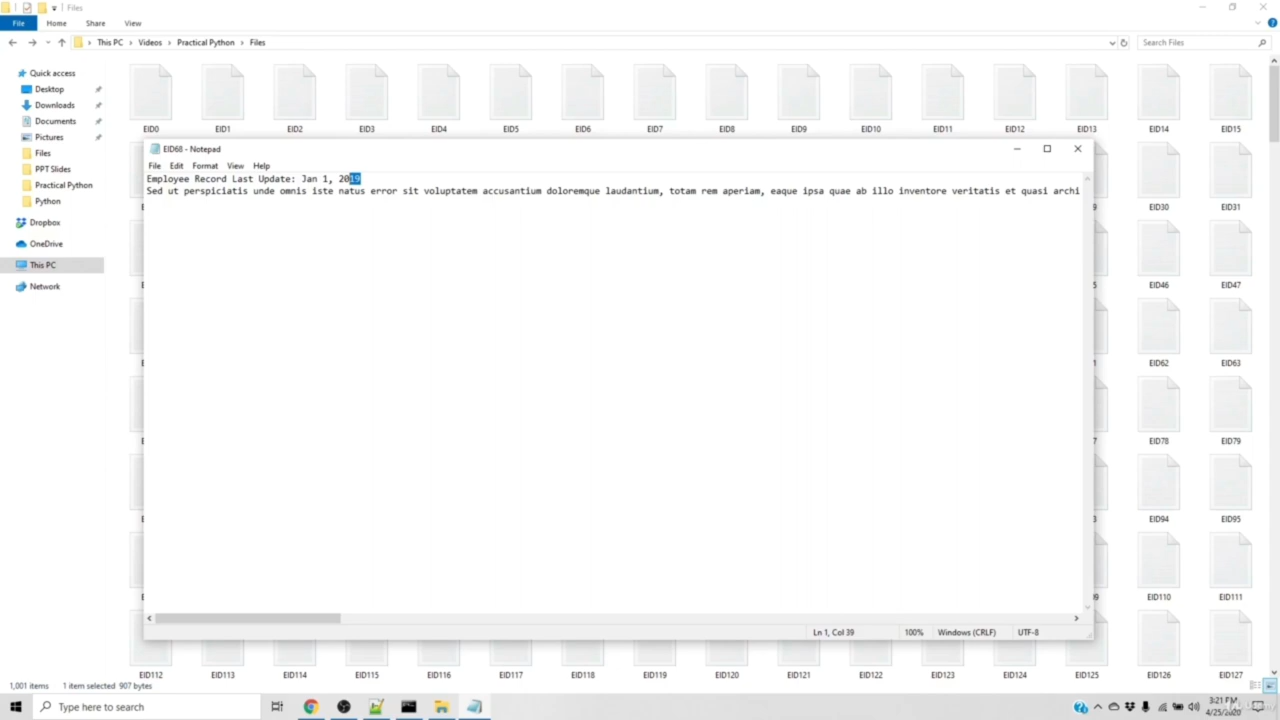 Files
File
Home
Share
View
This PC
Videos
Practical Python
Files
Search Files
Quick access
Desktop
Downloads
Documents
Pictures
Files
PPT Slides
Practical Python
Python
Dropbox
OneDrive
This PC
Network
EID0
EID1
EID2
EID3
EID4
EID5
EID6
EID7
EID8
EID9
EID10
EID11
EID12
EID13
EID14
EID15
EID68 - Notepad
File
Edit
Format
View
Help
Employee Record Last Update: Jan 1, 2019
Sed ut perspiciatis unde omnis iste natus error sit voluptatem accusantium doloremque laudantium, totam rem aperiam, eaque ipsa quae ab illo inventore veritatis et quasi archi
Ln 1, Col 39
100%
Windows (CRLF)
UTF-8
EID30
EID31
EID46
EID47
EID62
EID63
EID78
EID79
EID94
EID95
EID110
EID111
EID112
EID113
EID114
EID115
EID116
EID117
EID118
EID119
EID120
EID121
EID122
EID123
EID124
EID125
EID126
EID127
1,001 items
1 item selected
907 bytes
Type here to search
3:21 PM
4/25/2020